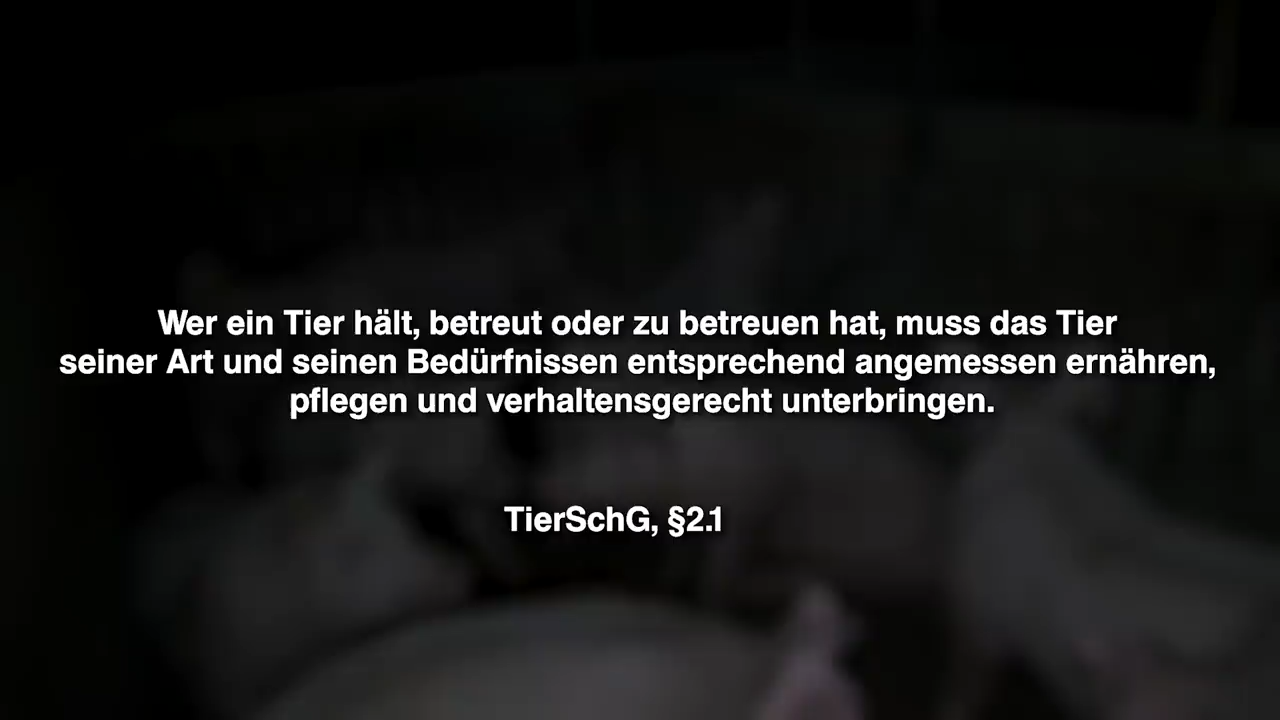 Wer ein Tier hält, betreut oder zu betreuen hat, muss das Tier
seiner Art und seinen Bedürfnissen entsprechend angemessen ernähren,
pflegen und verhaltensgerecht unterbringen.
TierSchG, §2.1